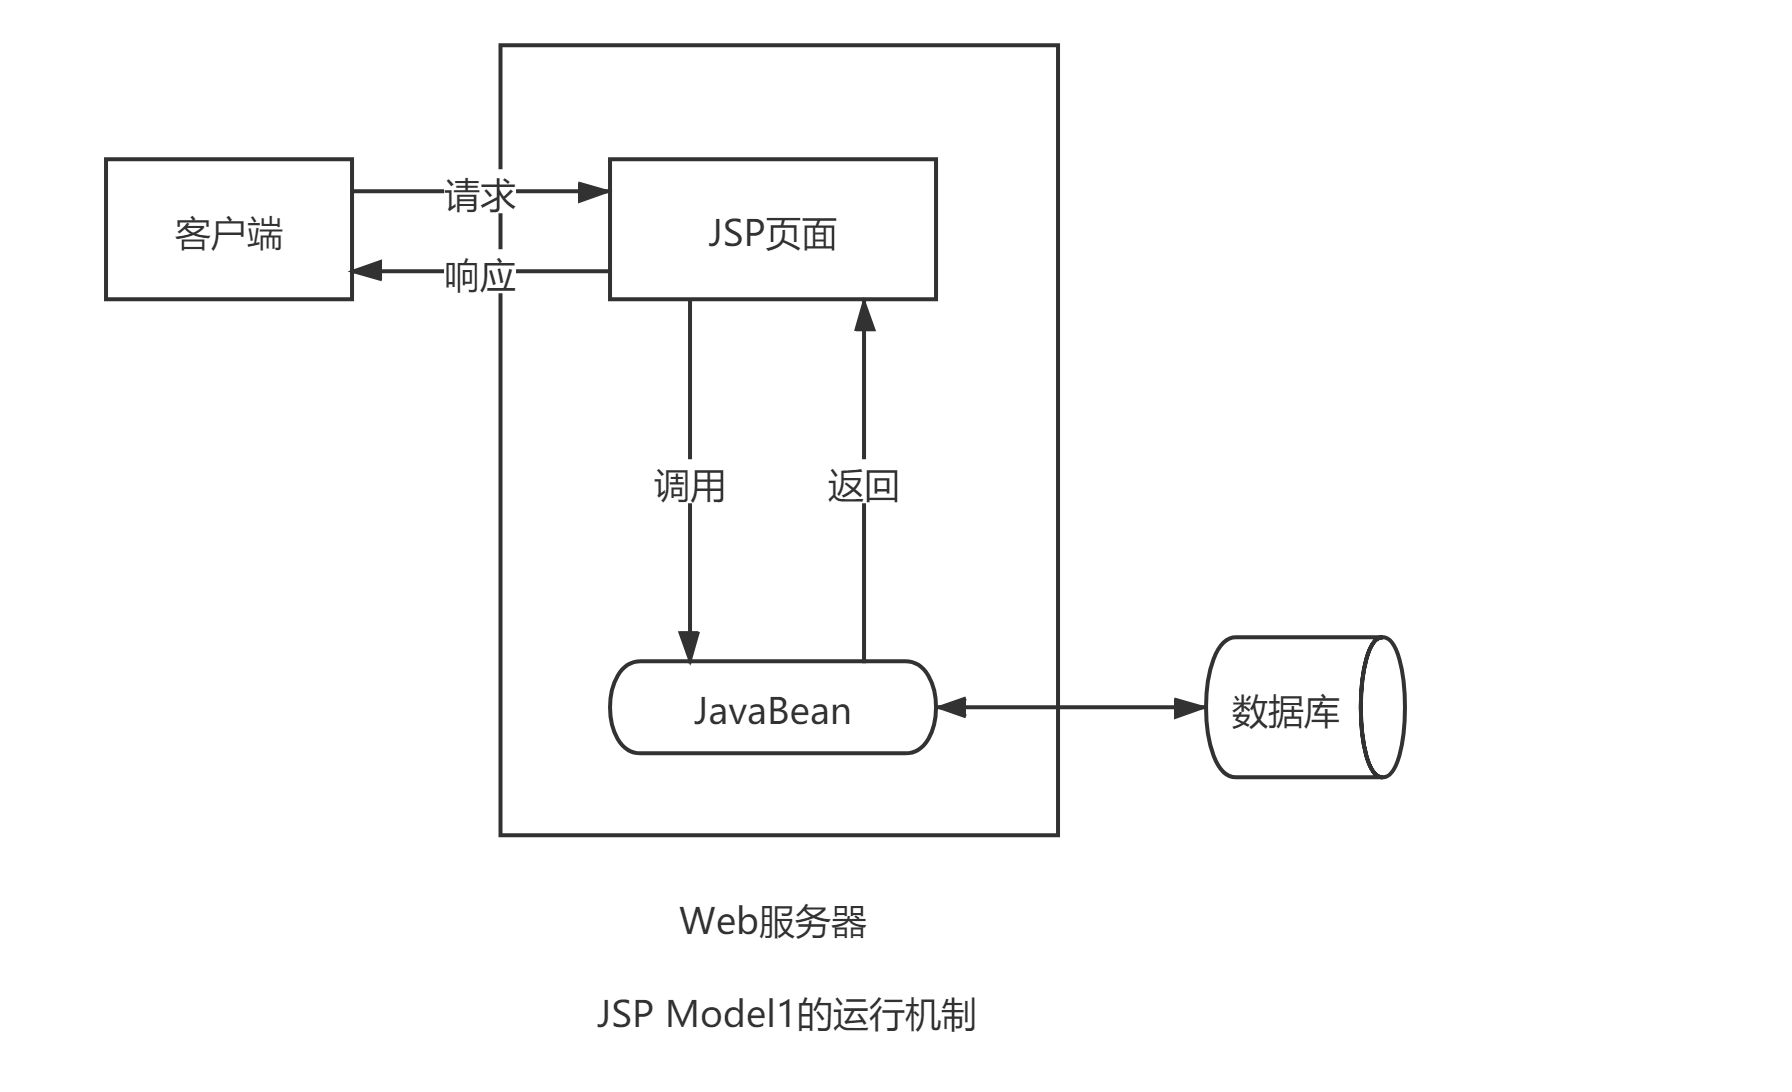 请求
客户端
JSP页面
响应
调用
返回
JavaBean
数据库
Web服务器
JSP Model1的运行机制